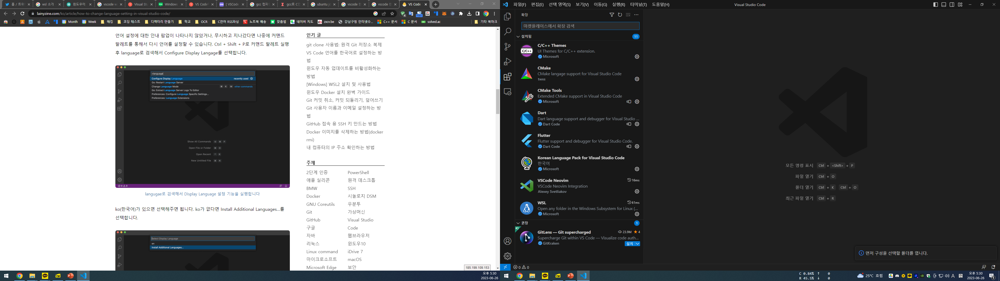 홈 / 트위
wsl 소개
윈도우에
vscode w
Visual Stu
Windows
VS Code
[ VSCode
gcc 컴파일
gcc로 C언
ubuntu jo
vscode 한
vscode 한
VS Code
lainyzine.com/ko/article/how-to-change-language-setting-in-visual-studio-code/
Month
Week
해킹
코딩 테스트
디랙터리 만들기
학교
OCR
C언어 RSS파싱
노트북 배송
맞춤법
네이버 지도
zxcv.be
강남구청 인터넷수...
C++ 문서
C 문서
solved.ac
기타 북마크
언어 설정에 대한 안내 팝업이 나타나지 않았거나, 무시하고 지나갔다면 나중에 커맨드
팔레트를 통해서 다시 언어를 설정할 수 있습니다. Ctrl + Shift + P로 커맨드 팔레트 실행
후 language로 검색해서 Configure Display Langage를 선택합니다.
>language
Configure Display Language recently used
Go: Restart Language Server
Change Language Mode ⌘ K M other commands
Go: Extract Language Server Logs To Editor
Preferences: Configure Language Specific Settings...
Preferences: Language Extensions
Show All Commands ⇧ ⌘ P
Open File or Folder ⌘ O
Open Recent ^ R
New Untitled File ⌘ N
0 0
langugae로 검색해서 Display Language 설정 기능을 실행합니다
ko(한국어)가 있으면 선택해주면 됩니다. ko가 없다면 Install Additional Languages...를
선택합니다.
Select Display Language
en
Install Additional Languages...
인기 글
git clone 사용법: 원격 Git 저장소 복제
VS Code 언어를 한국어로 설정하는 방
법
윈도우 자동 업데이트를 비활성화하는
방법
[Windows] WSL2 설치 및 사용법
윈도우 Docker 설치 완벽 가이드
Git 커밋 취소, 커밋 되돌리기, 덮어쓰기
Git 사용자 이름과 이메일 설정하는 방
법
GitHub 접속 용 SSH 키 만드는 방법
Docker 이미지를 삭제하는 방법(docker
rmi)
내 컴퓨터의 IP 주소 확인하는 방법
주제
2단계 인증 PowerShell
애플 실리콘 원격 데스크톱
BMW SSH
Docker 시놀로지 DSM
GNU Coreutils 우분투
Git 가상머신
GitHub Visual Studio
구글 Code
자바 웹브라우저
리눅스 윈도우10
Linux command iDrive 7
마이크로소프트 macOS
Microsoft Edge 보안
185.199.109.153
오후 5:30
2023-06-26
파일(F) 편집(E) 선택 영역(S) 보기(V) 이동(G) 실행(R) 터미널(T) 도움말(H)
Visual Studio Code
확장
마켓플레이스에서 확장 검색
설치됨 11
C/C++
C/C++ Themes
UI Themes for C/C++ extension.
Microsoft
CMake
CMake langage support for Visual Studio Code
twxs
CMake Tools
Extended CMake support in Visual Studio Code
Microsoft
Dart
Dart language support and debugger for Visual Studio ...
Dart Code
Flutter
Flutter support and debugger for Visual Studio Code.
Dart Code
Korean Language Pack for Visual Studio Code
한국어
Microsoft
VSCode Neovim 16ms
VSCode Neovim Integration
Alexey Svetliakov
WSL 61ms
Open any folder in the Windows Subsystem for Linux (...
Microsoft
권장 1
GitLens — Git supercharged 23.9M 4
Supercharge Git within VS Code — Visualize code auth...
GitKraken
설치
모든 명령 표시 Ctrl + <Shift> + P
파일 열기 Ctrl + O
폴더 열기 Ctrl + K Ctrl + O
최근 파일 열기 Ctrl + R
먼저 구성을 선택할 폴더를 엽니다.
0 0
C 0.84% ↑ 0
R 45.5% ↓ 0
25°C 흐림
A
오후 5:30
2023-06-26